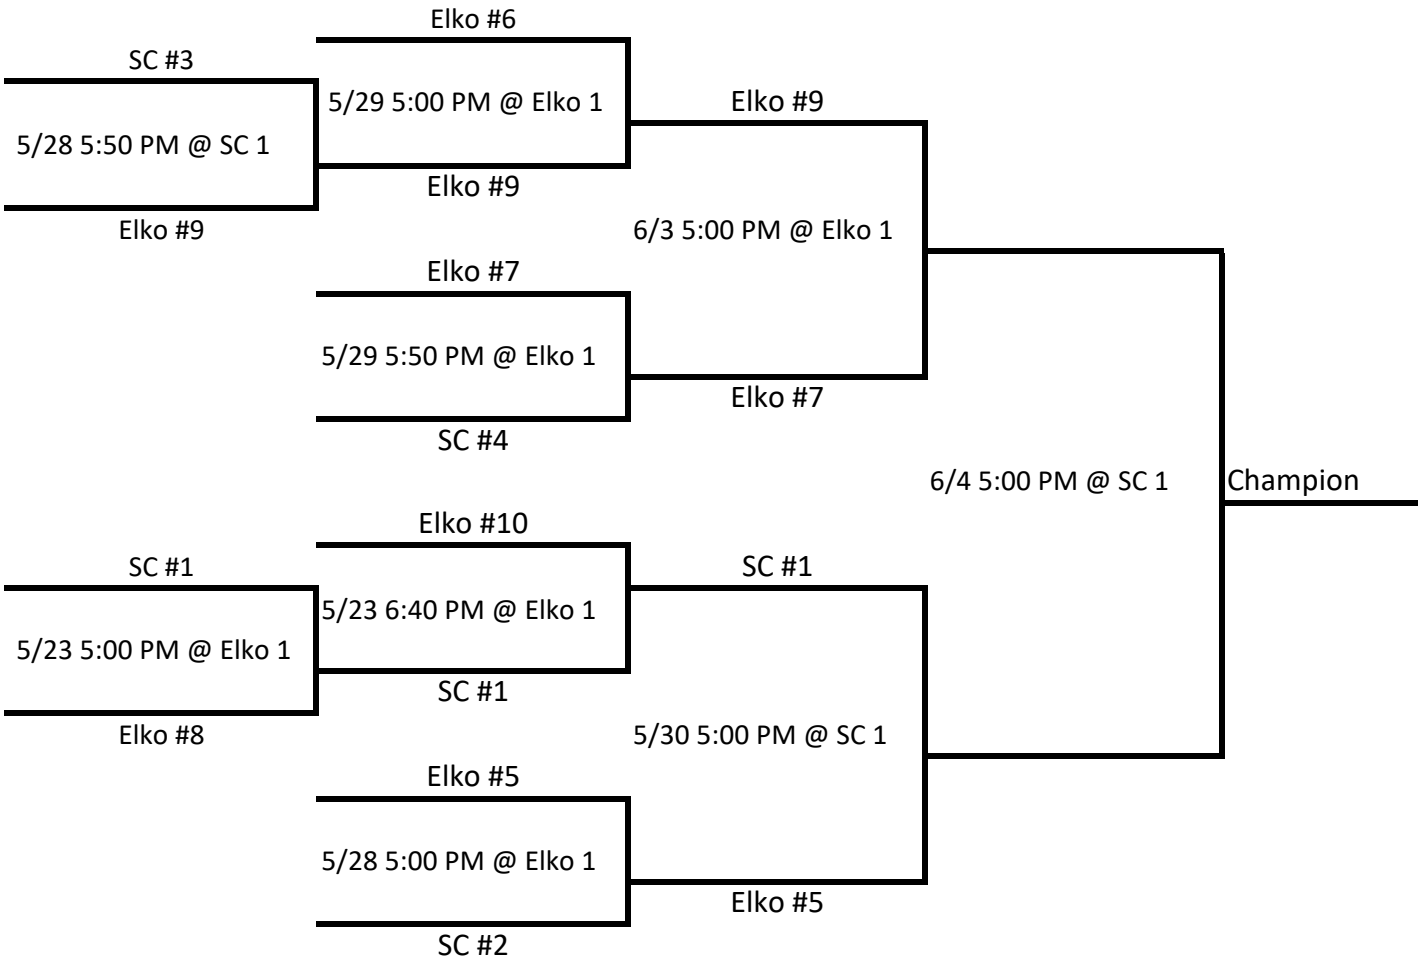 Elko #6
SC #3
5/29 5:00 PM @ Elko 1
Elko #9
5/28 5:50 PM @ SC 1
Elko #9
Elko #9
6/3 5:00 PM @ Elko 1
Elko #7
5/29 5:50 PM @ Elko 1
Elko #7
SC #4
6/4 5:00 PM @ SC 1
Champion
Elko #10
SC #1
SC #1
5/23 6:40 PM @ Elko 1
5/23 5:00 PM @ Elko 1
SC #1
Elko #8
5/30 5:00 PM @ SC 1
Elko #5
5/28 5:00 PM @ Elko 1
Elko #5
SC #2